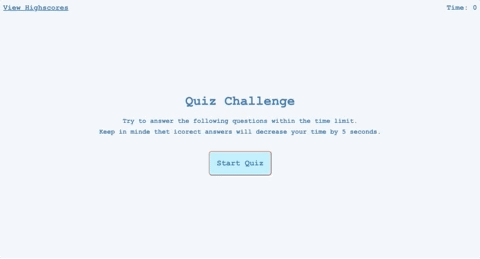 View Highscores
Time: 0
Quiz Challenge
Try to answer the following questions within the time limit.
Keep in minde thet icorect answers will decrease your time by 5 seconds.
Start Quiz